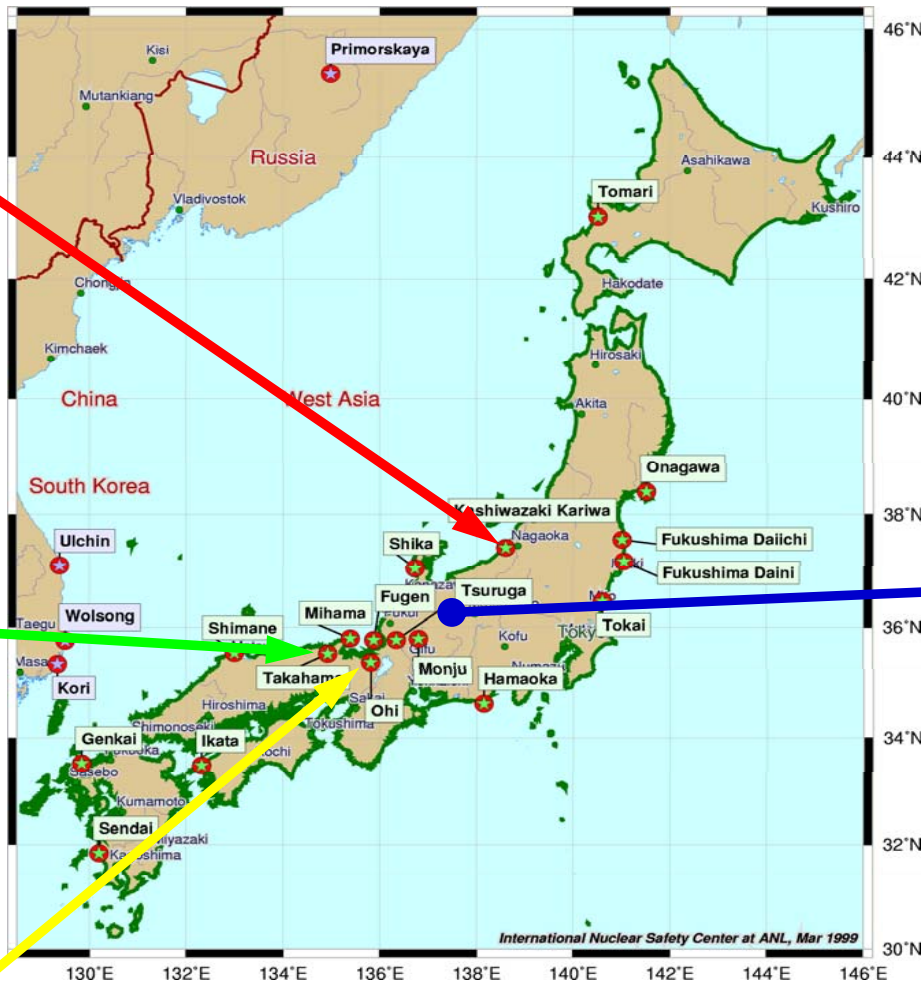 46°N
Primorskaya
Kisi
Mutankiang
44°N
Russia
Asahikawa
Tomari
Vladivostok
Kushiro
42°N
Hakodate
Kimchaek
Hirosaki
China
West Asia
40°N
Akita
Onagawa
South Korea
38°N
Kashiwazaki Kariwa
Nagaoka
Ulchin
Shika
Fukushima Daiichi
Fukushima Daini
Tsuruga
Fugen
36°N
Wolsong
Taegu
Mihama
Shimane
Tokai
Kofu
Takahama
Monju
Hamaoka
Kori
Ohi
Hiroshima
Tokushima
Shimonoseki
34°N
Genkai
Ikata
Sasebo
Kumamoto
Sendai
32°N
International Nuclear Safety Center at ANL, Mar 1999
30°N
130°E 132°E 134°E 136°E 138°E 140°E 142°E 144°E 146°E